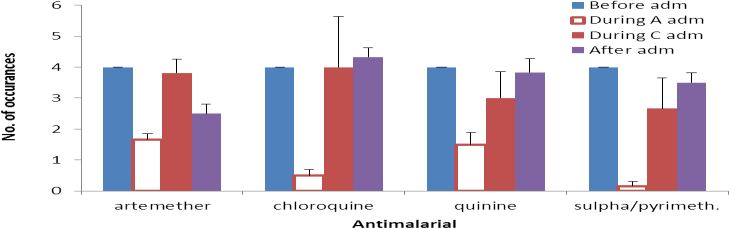 6
Before adm
During A adm
During C adm
After adm
5
4
3
2
1
0
No. of occurances
artemether chloroquine quinine sulpha/pyrimeth.
Antimalarial